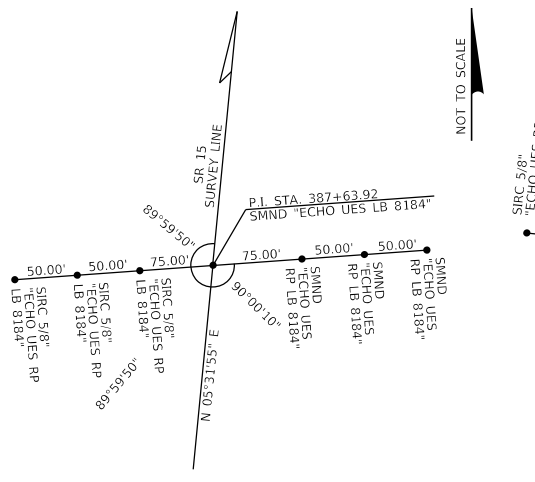 NOT TO SCALE
SR 15
SURVEY LINE
P.I. STA. 387+63.92
SMND "ECHO UES LB 8184"
89°59'50"
50.00'
50.00'
75.00'
75.00'
50.00'
50.00'
90°00'10"
SIRC 5/8"
"ECHO UES RP
LB 8184"
SIRC 5/8"
"ECHO UES RP
LB 8184"
SIRC 5/8"
"ECHO UES RP
LB 8184"
SMND
"ECHO UES
RP LB 8184"
SMND
"ECHO UES
RP LB 8184"
SMND
"ECHO UES
RP LB 8184"
89°59'50"
N 05°31'55" E
SIRC 5/8"
"ECHO UES